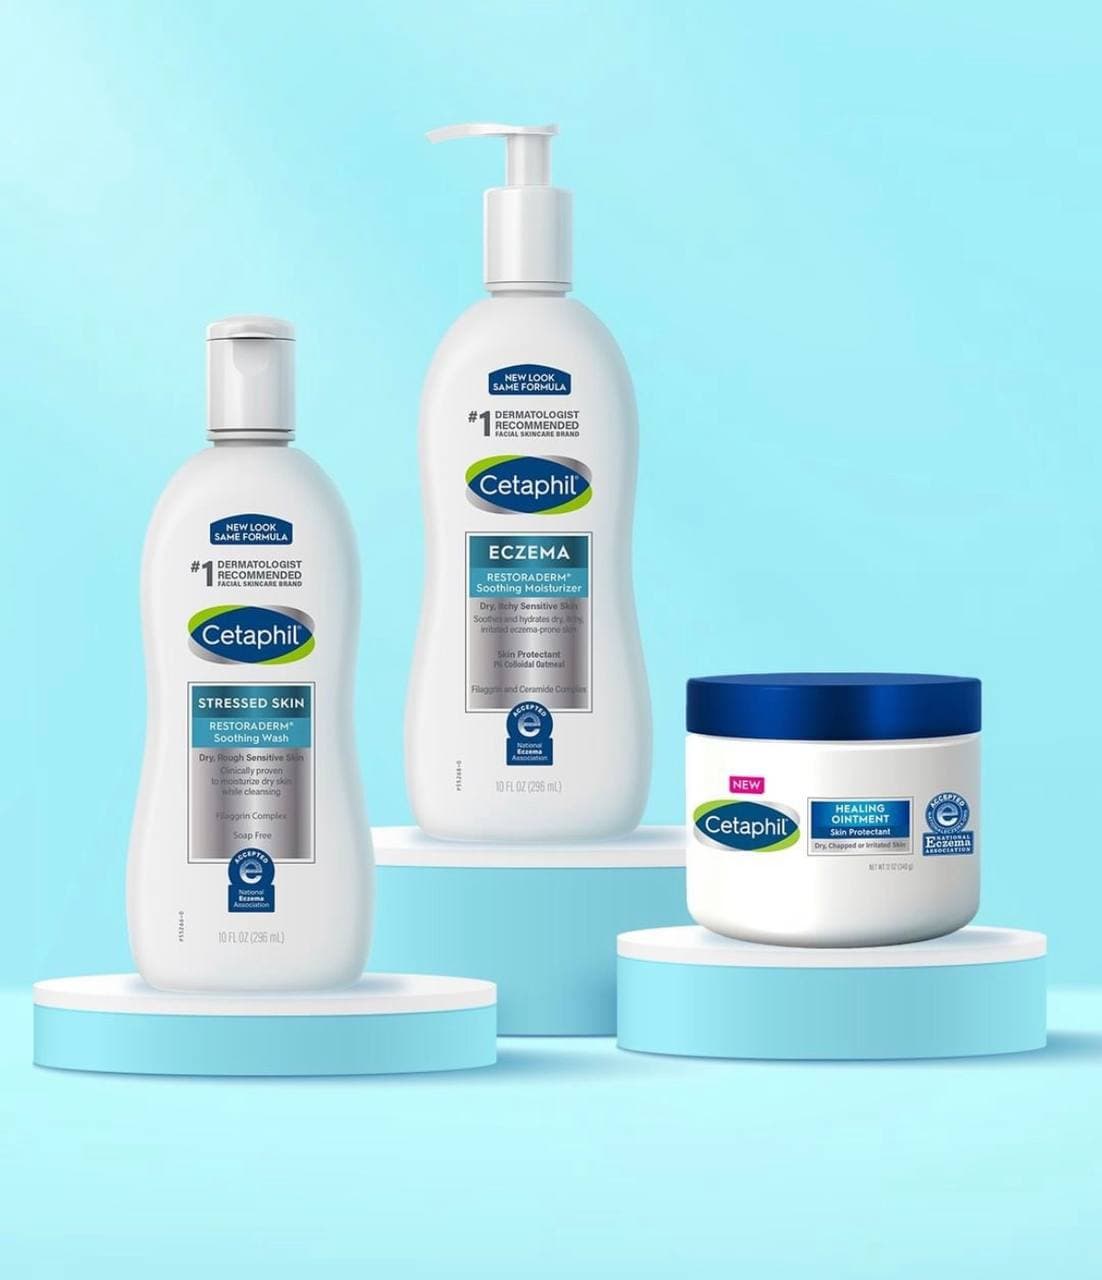 NEW LOOK
SAME FORMULA
#1 DERMATOLOGIST
RECOMMENDED
FACIAL SKINCARE BRAND
Cetaphil®
STRESSED SKIN
RESTORADERM®
Soothing Wash
Dry, Rough Sensitive Skin
Clinically proven
to moisturize dry skin
while cleansing
Filaggrin Complex
Soap Free
ACCEPTED
National
Eczema
Association
10 FL OZ (296 mL)
NEW LOOK
SAME FORMULA
#1 DERMATOLOGIST
RECOMMENDED
FACIAL SKINCARE BRAND
Cetaphil®
ECZEMA
RESTORADERM®
Soothing Moisturizer
Dry, Itchy Sensitive Skin
Soothes and hydrates dry, itchy,
irritated eczema-prone skin
Skin Protectant
1% Colloidal Oatmeal
Filaggrin and Ceramide Complex
ACCEPTED
National
Eczema
Association
10 FL OZ (296 mL)
NEW
Cetaphil®
HEALING
OINTMENT
Skin Protectant
Dry, Chapped or Irritated Skin
NET WT 12 OZ (340g)
ACCEPTED
NATIONAL
Eczema
ASSOCIATION